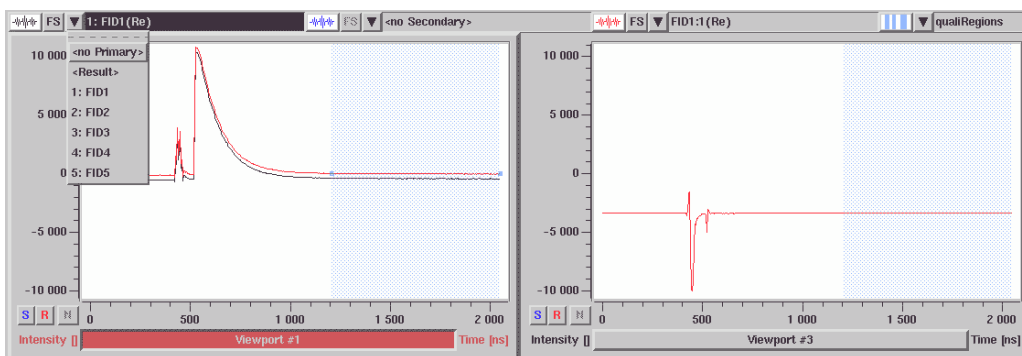 FS 1: FID1(Re) FS <no Secondary> FS FID1:1(Re) qualiRegions
<no Primary>
<Result>
1: FID1
2: FID2
3: FID3
4: FID4
5: FID5
10 000
5 000
0
-5 000
-10 000
S R N 0 500 1 000 1 500 2 000
Intensity [] Viewport #1 Time [ns]
10 000
5 000
0
-5 000
-10 000
S R N 0 500 1 000 1 500 2 000
Intensity [] Viewport #3 Time [ns]